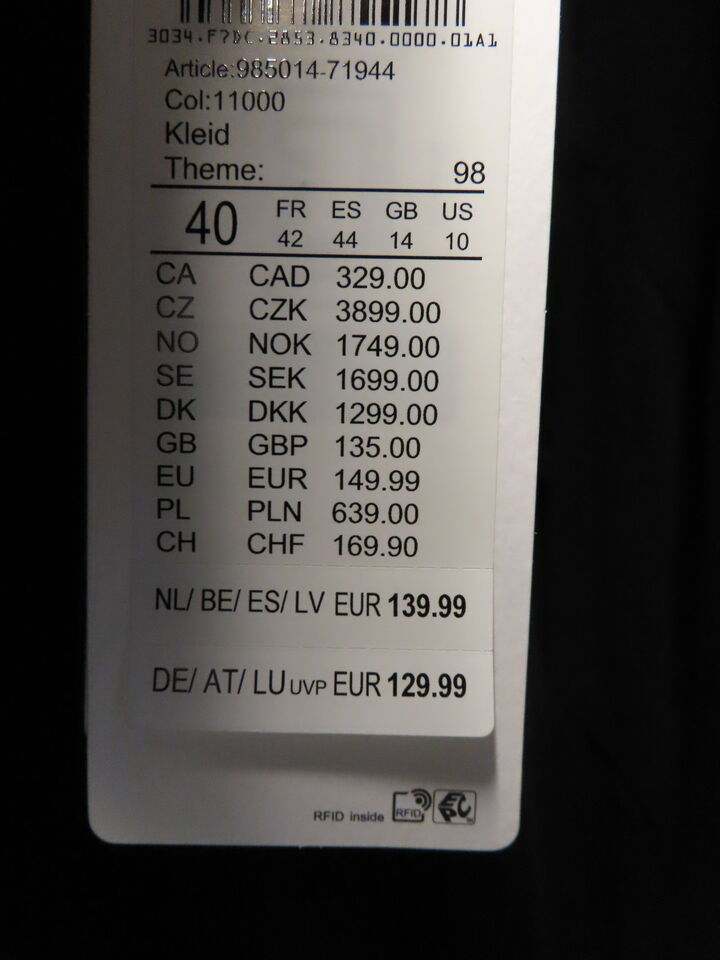 3034.F7DC.2853.8340.0000.01A1
Article:985014-71944
Col:11000
Kleid
Theme: 98
40 FR ES GB US
42 44 14 10
CA CAD 329.00
CZ CZK 3899.00
NO NOK 1749.00
SE SEK 1699.00
DK DKK 1299.00
GB GBP 135.00
EU EUR 149.99
PL PLN 639.00
CH CHF 169.90
NL/ BE/ ES/ LV EUR 139.99
DE/ AT/ LU UVP EUR 129.99
RFID inside RFID EPC